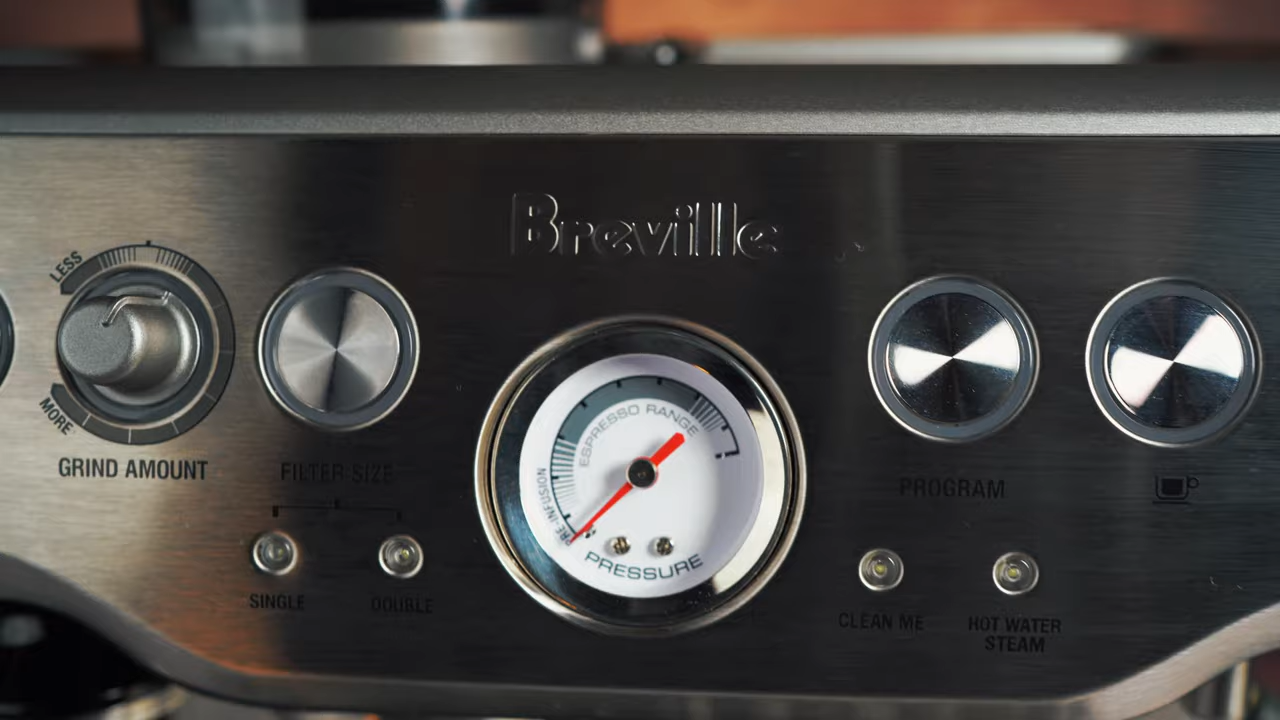 Breville
LESS
MORE
GRIND AMOUNT
FILTER SIZE
SINGLE
DOUBLE
ESPRESSO RANGE
PRE-INFUSION
PRESSURE
PROGRAM
CLEAN ME
HOT WATER
STEAM